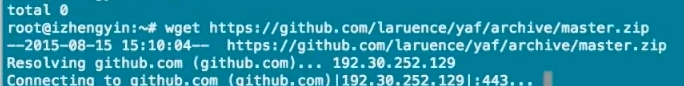 total 0
root@izhengyin:~# wget https://github.com/laruence/yaf/archive/master.zip
--2015-08-15 15:10:04--  https://github.com/laruence/yaf/archive/master.zip
Resolving github.com (github.com)... 192.30.252.129
Connecting to github.com (github.com)|192.30.252.129|:443...